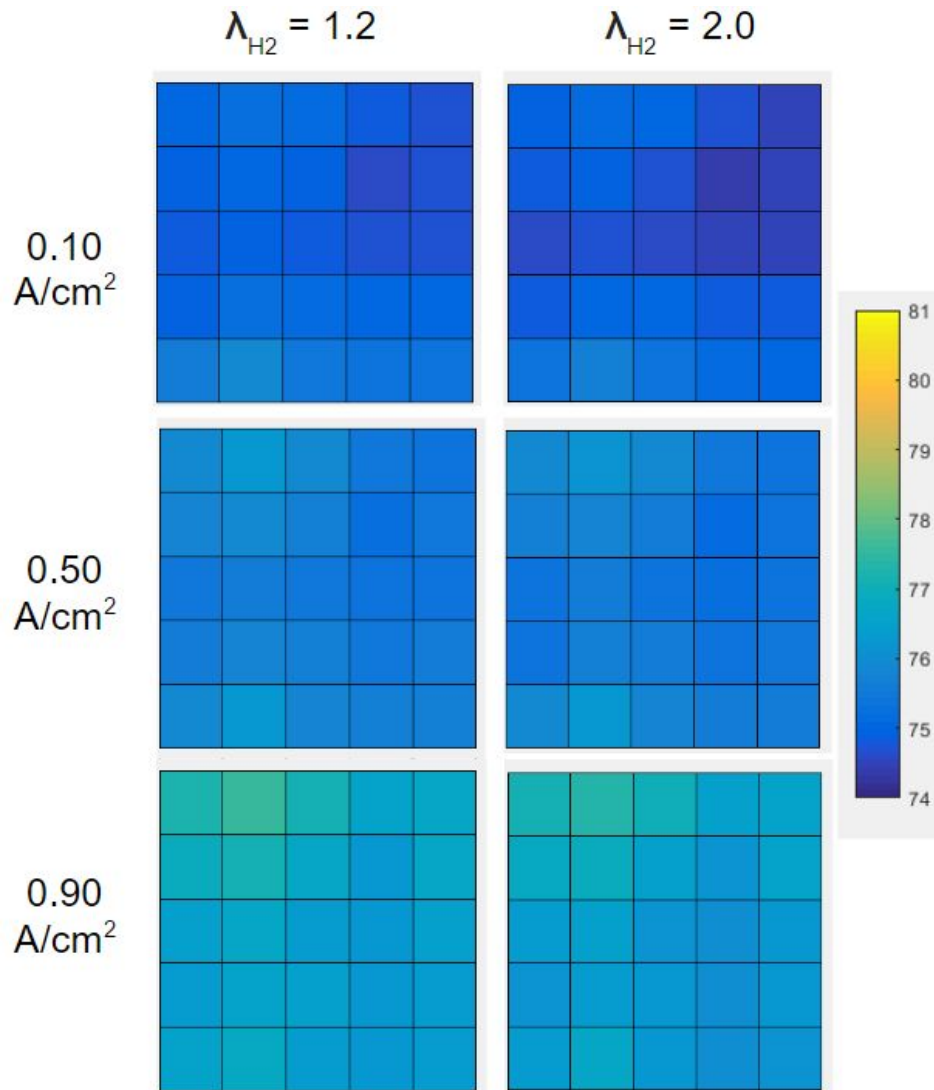 λH2 = 1.2
λH2 = 2.0
0.10
A/cm²
0.50
A/cm²
0.90
A/cm²
81
80
79
78
77
76
75
74